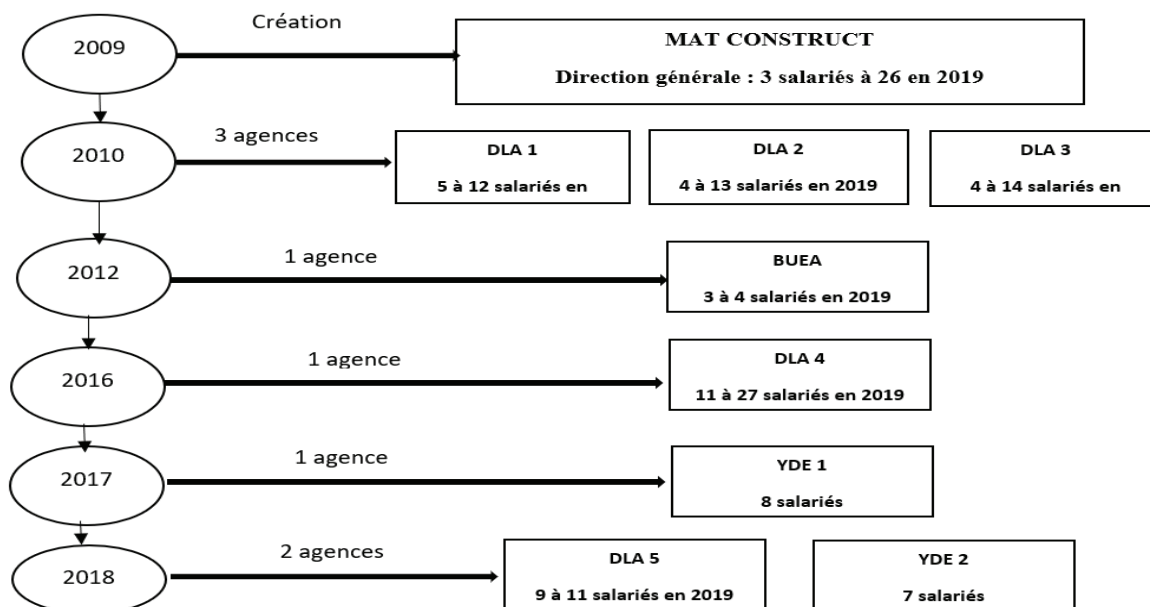 2009
Création
MAT CONSTRUCT
Direction générale : 3 salariés à 26 en 2019
2010
3 agences
DLA 1
5 à 12 salariés en
DLA 2
4 à 13 salariés en 2019
DLA 3
4 à 14 salariés en
2012
1 agence
BUEA
3 à 4 salariés en 2019
2016
1 agence
DLA 4
11 à 27 salariés en 2019
2017
1 agence
YDE 1
8 salariés
2018
2 agences
DLA 5
9 à 11 salariés en 2019
YDE 2
7 salariés